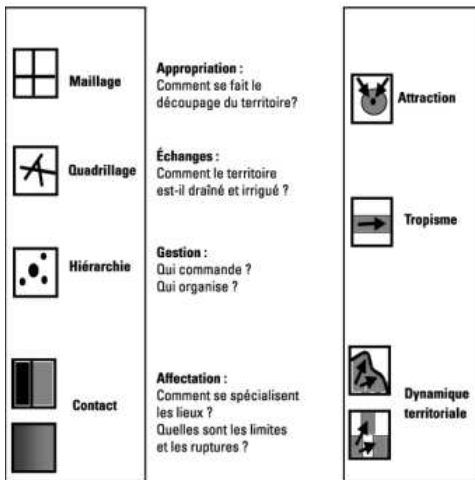 Maillage
Appropriation :
Comment se fait le
découpage du territoire?
Quadrillage
Échanges :
Comment le territoire
est-il draîné et irrigué ?
Hiérarchie
Gestion :
Qui commande ?
Qui organise ?
Contact
Affectation :
Comment se spécialisent
les lieux ?
Quelles sont les limites
et les ruptures ?
Attraction
Tropisme
Dynamique
territoriale